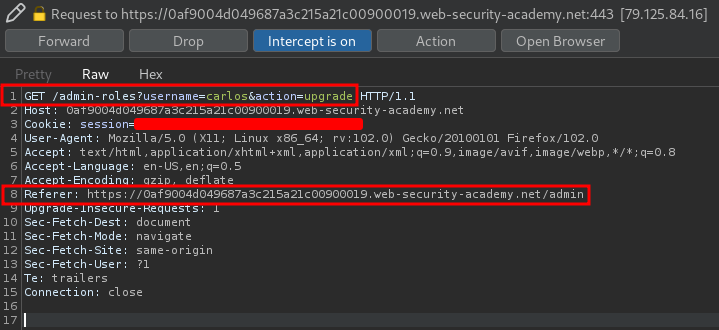 Request to https://0af9004d049687a3c215a21c00900019.web-security-academy.net:443 [79.125.84.16]
Forward Drop Intercept is on Action Open Browser
Pretty Raw Hex
1 GET /admin-roles?username=carlos&action=upgrade HTTP/1.1
2 Host: 0af9004d049687a3c215a21c00900019.web-security-academy.net
3 Cookie: session=
4 User-Agent: Mozilla/5.0 (X11; Linux x86_64; rv:102.0) Gecko/20100101 Firefox/102.0
5 Accept: text/html,application/xhtml+xml,application/xml;q=0.9,image/avif,image/webp,*/*;q=0.8
6 Accept-Language: en-US,en;q=0.5
7 Accept-Encoding: gzip, deflate
8 Referer: https://0af9004d049687a3c215a21c00900019.web-security-academy.net/admin
9 Upgrade-Insecure-Requests: 1
10 Sec-Fetch-Dest: document
11 Sec-Fetch-Mode: navigate
12 Sec-Fetch-Site: same-origin
13 Sec-Fetch-User: ?1
14 Te: trailers
15 Connection: close
16
17